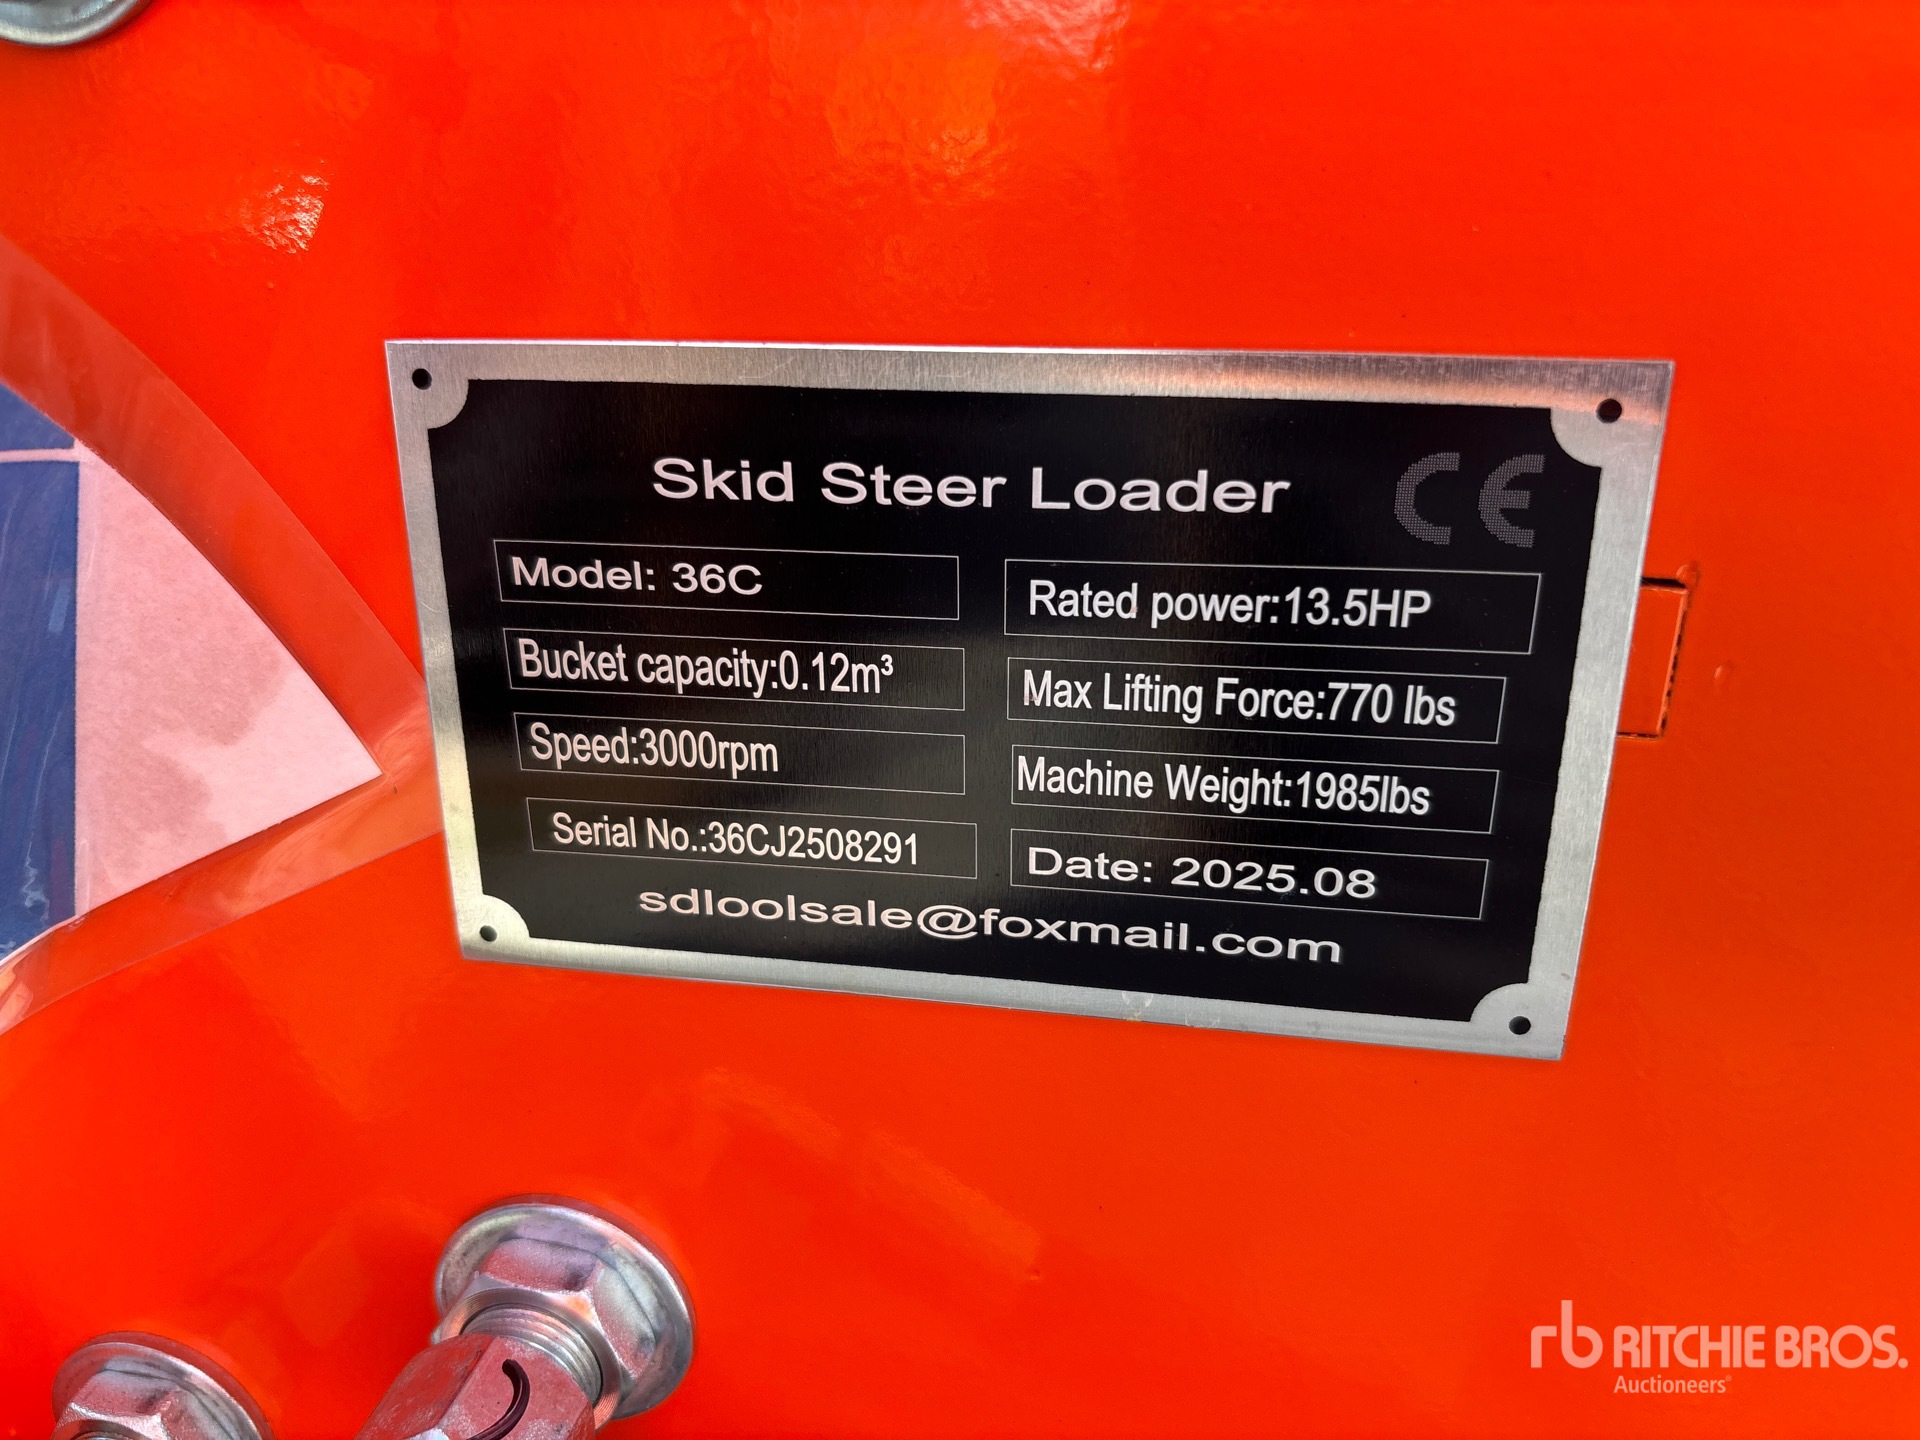 Skid Steer Loader CE
Model: 36C
Rated power:13.5HP
Bucket capacity:0.12m³
Max Lifting Force:770 lbs
Speed:3000rpm
Machine Weight:1985lbs
Serial No.:36CJ2508291
Date: 2025.08
sdloolsale@foxmail.com
rb RITCHIE BROS.
Auctioneers®